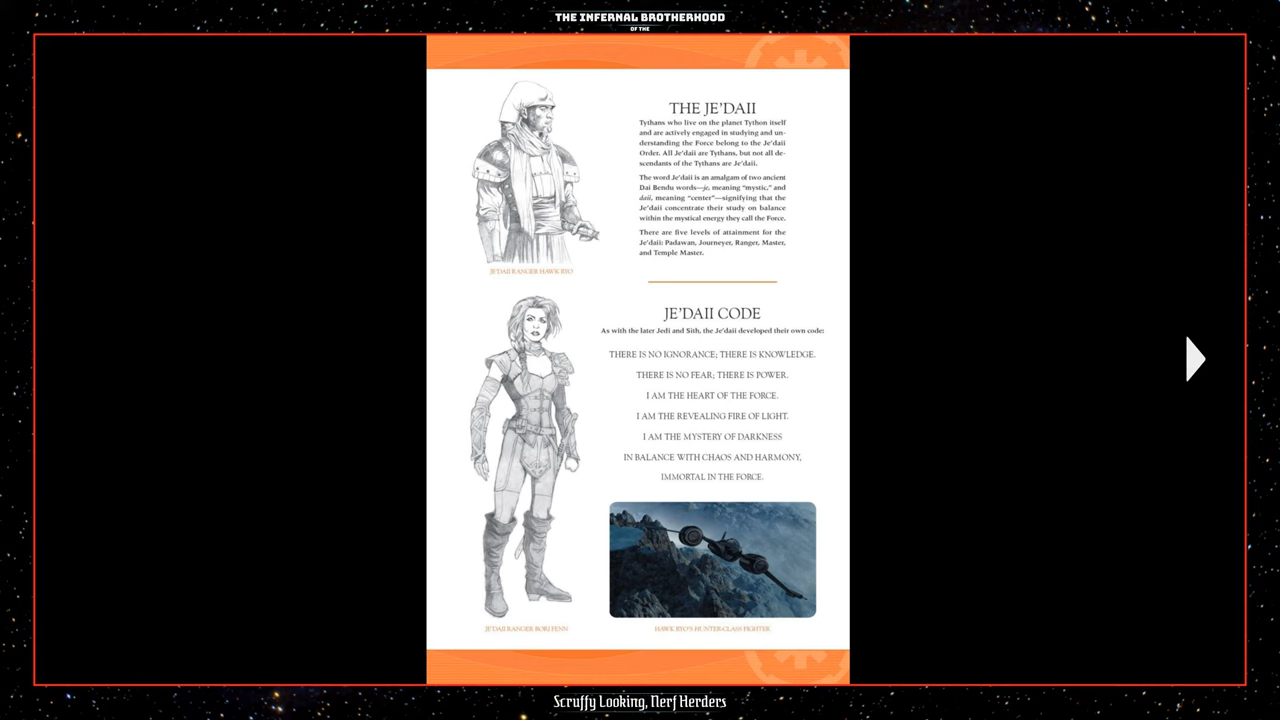 THE INFERNAL BROTHERHOOD
OF THE
THE JE'DAII
Tythans who live on the planet Tython itself
and are actively engaged in studying and un-
derstanding the Force belong to the Je'daii
Order. All Je'daii are Tythans, but not all de-
scendants of the Tythans are Je'daii.
The word Je'daii is an amalgam of two ancient
Dai Bendu words—je, meaning "mystic," and
daii, meaning "center"—signifying that the
Je'daii concentrate their study on balance
within the mystical energy they call the Force.
There are five levels of attainment for the
Je'daii: Padawan, Journeyer, Ranger, Master,
and Temple Master.
JE'DAII RANGER HAWK RYO
JE'DAII CODE
As with the later Jedi and Sith, the Je'daii developed their own code:
THERE IS NO IGNORANCE; THERE IS KNOWLEDGE.
THERE IS NO FEAR; THERE IS POWER.
I AM THE HEART OF THE FORCE.
I AM THE REVEALING FIRE OF LIGHT.
I AM THE MYSTERY OF DARKNESS
IN BALANCE WITH CHAOS AND HARMONY,
IMMORTAL IN THE FORCE.
JE'DAII RANGER RORI FENN
HAWK RYO'S HUNTER-CLASS FIGHTER
Scruffy Looking, Nerf Herders